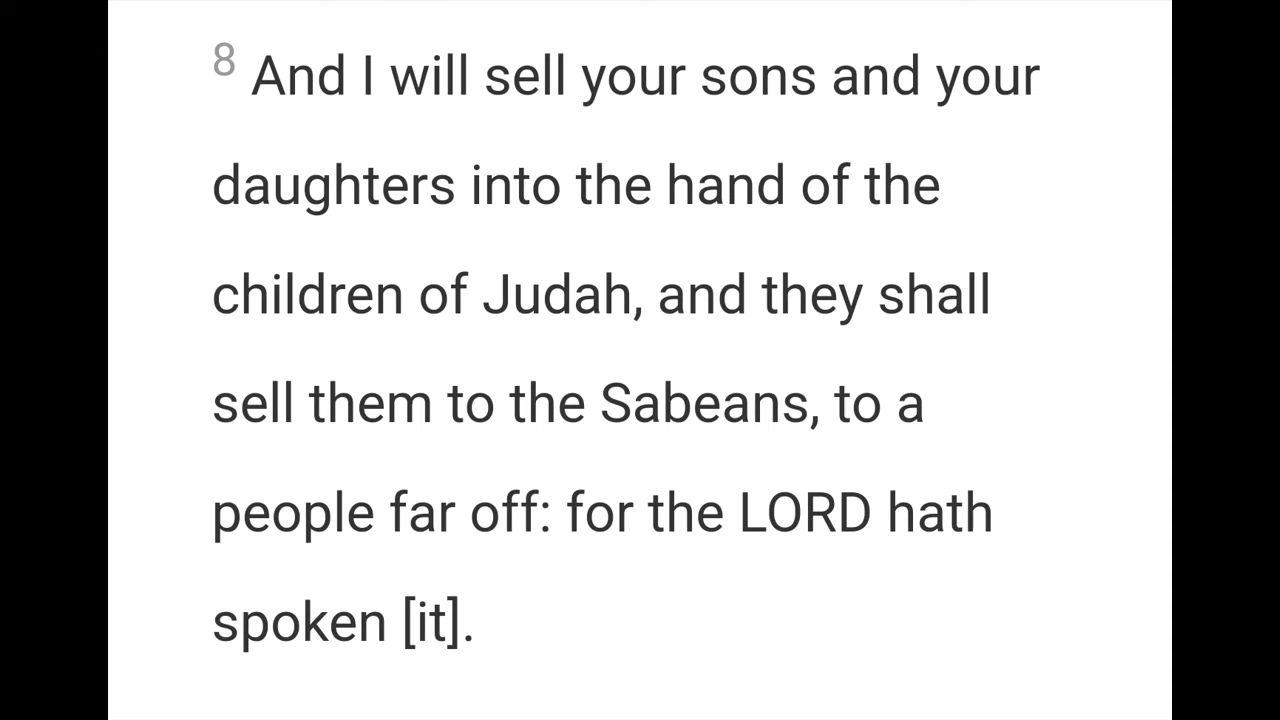 8 And I will sell your sons and your
daughters into the hand of the
children of Judah, and they shall
sell them to the Sabeans, to a
people far off: for the LORD hath
spoken [it].